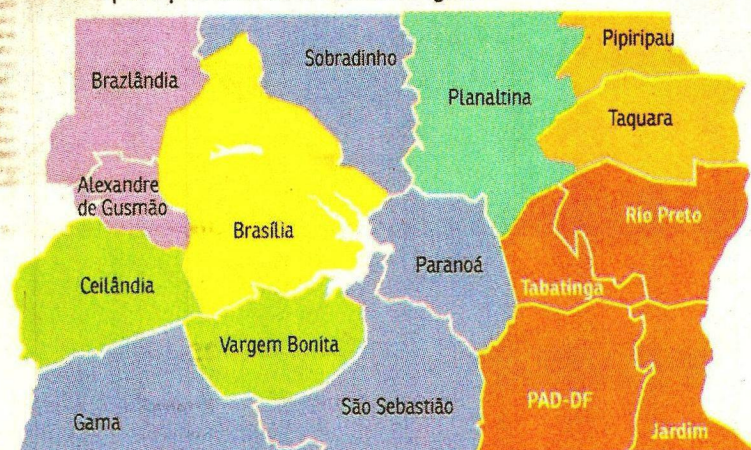 Pipiripau
Sobradinho
Brazlândia
Planaltina
Taquara
Alexandre
de Gusmão
Rio Preto
Brasília
Paranoá
Ceilândia
Tabatinga
Vargem Bonita
PAD-DF
São Sebastião
Gama
Jardim